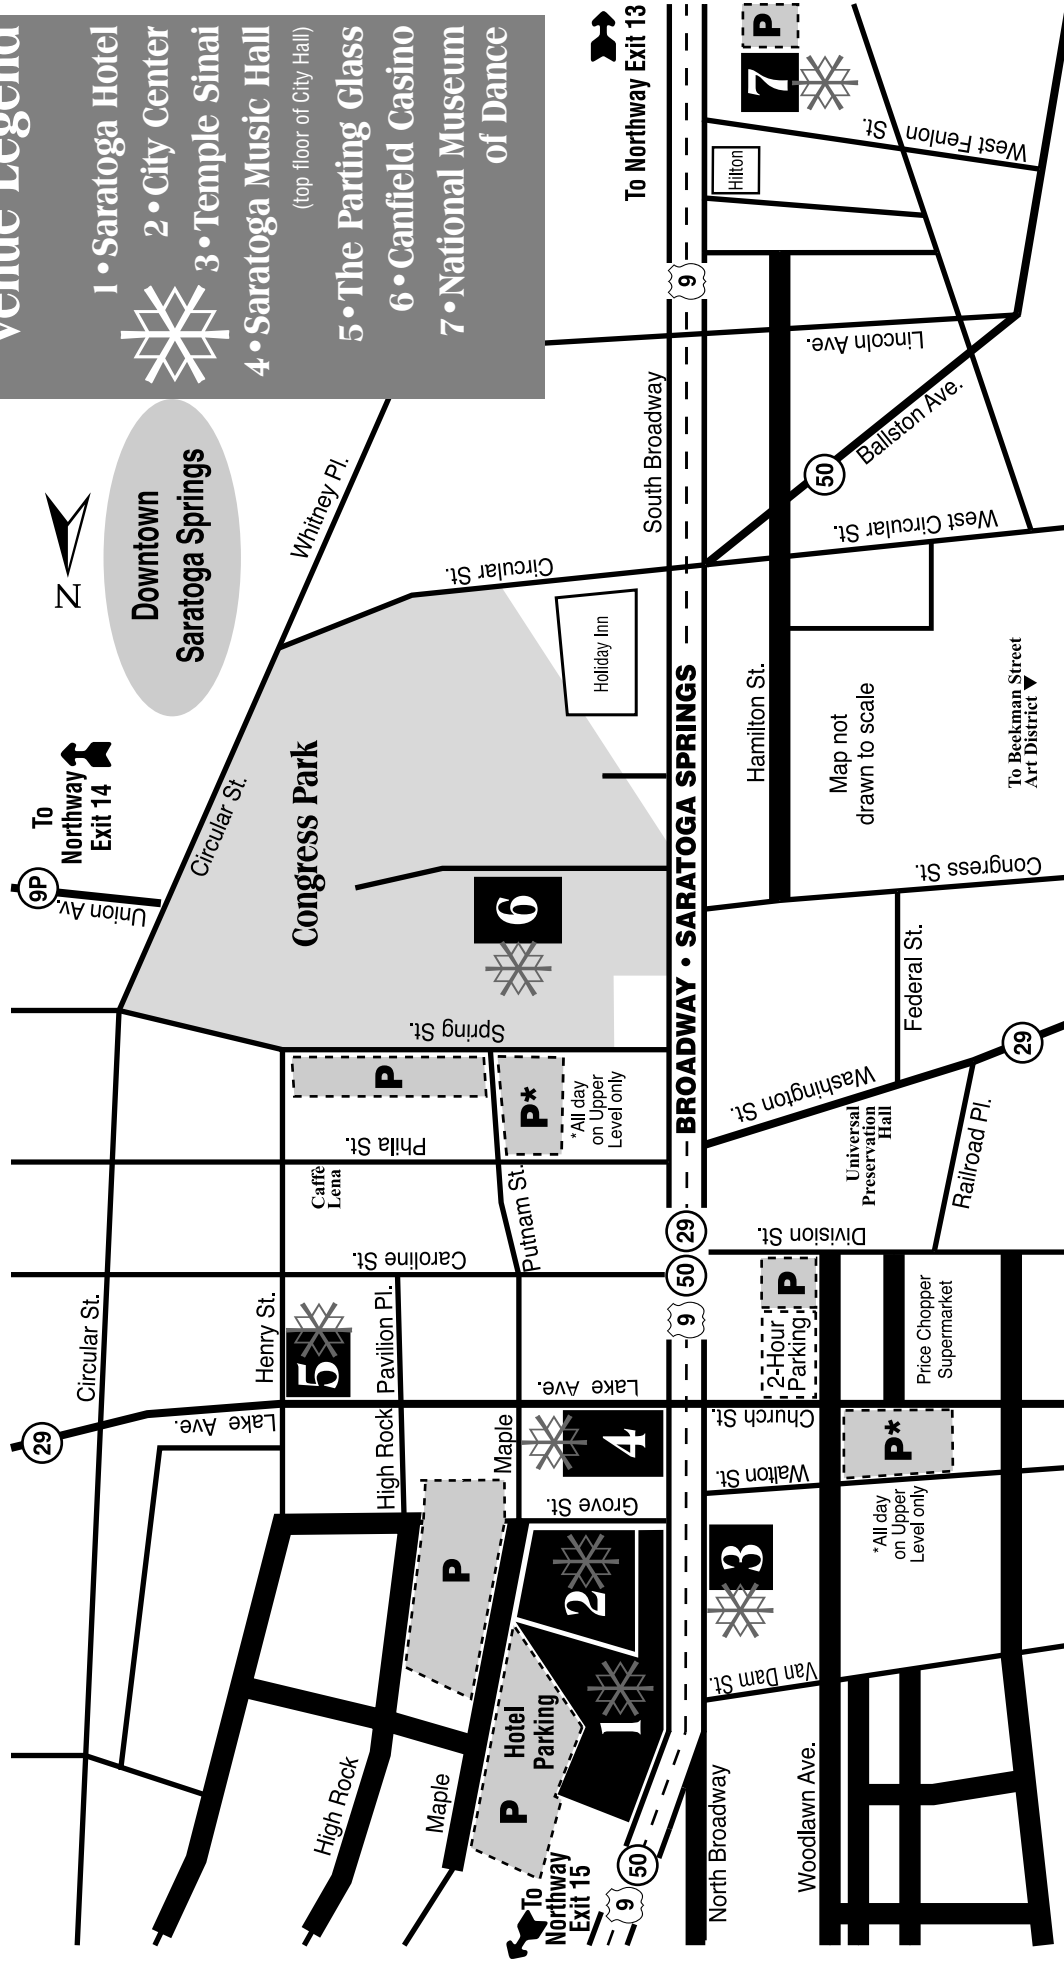 Venue Legend
1•Saratoga Hotel
2•City Center
3•Temple Sinai
4•Saratoga Music Hall
(top floor of City Hall)
5•The Parting Glass
6•Canfield Casino
7•National Museum
of Dance
N
Downtown
Saratoga Springs
To
Northway
Exit 14
9P
Union Av.
Circular St.
Whitney Pl.
Circular St.
Congress Park
Holiday Inn
6
Spring St.
P
P*
*All day
on Upper
Level only
Phila St.
Caffè
Lena
Putnam St.
Caroline St.
Circular St.
Henry St.
5
Pavilion Pl.
High Rock
29
Lake Ave.
Lake Ave.
Maple
4
Grove St.
P
2
1
Hotel
Parking
P
High Rock
Maple
To
Northway
Exit 15
9
50
North Broadway
Woodlawn Ave.
Van Dam St.
3
Walton St.
Church St.
P*
*All day
on Upper
Level only
2-Hour
Parking
P
Price Chopper
Supermarket
9
50
29
Division St.
Railroad Pl.
Universal
Preservation
Hall
Washington St.
29
Federal St.
Congress St.
BROADWAY • SARATOGA SPRINGS
Hamilton St.
Map not
drawn to scale
To Beekman Street
Art District
West Circular St.
50
Ballston Ave.
South Broadway
Lincoln Ave.
9
To Northway Exit 13
Hilton
West Fenlon St.
7
P